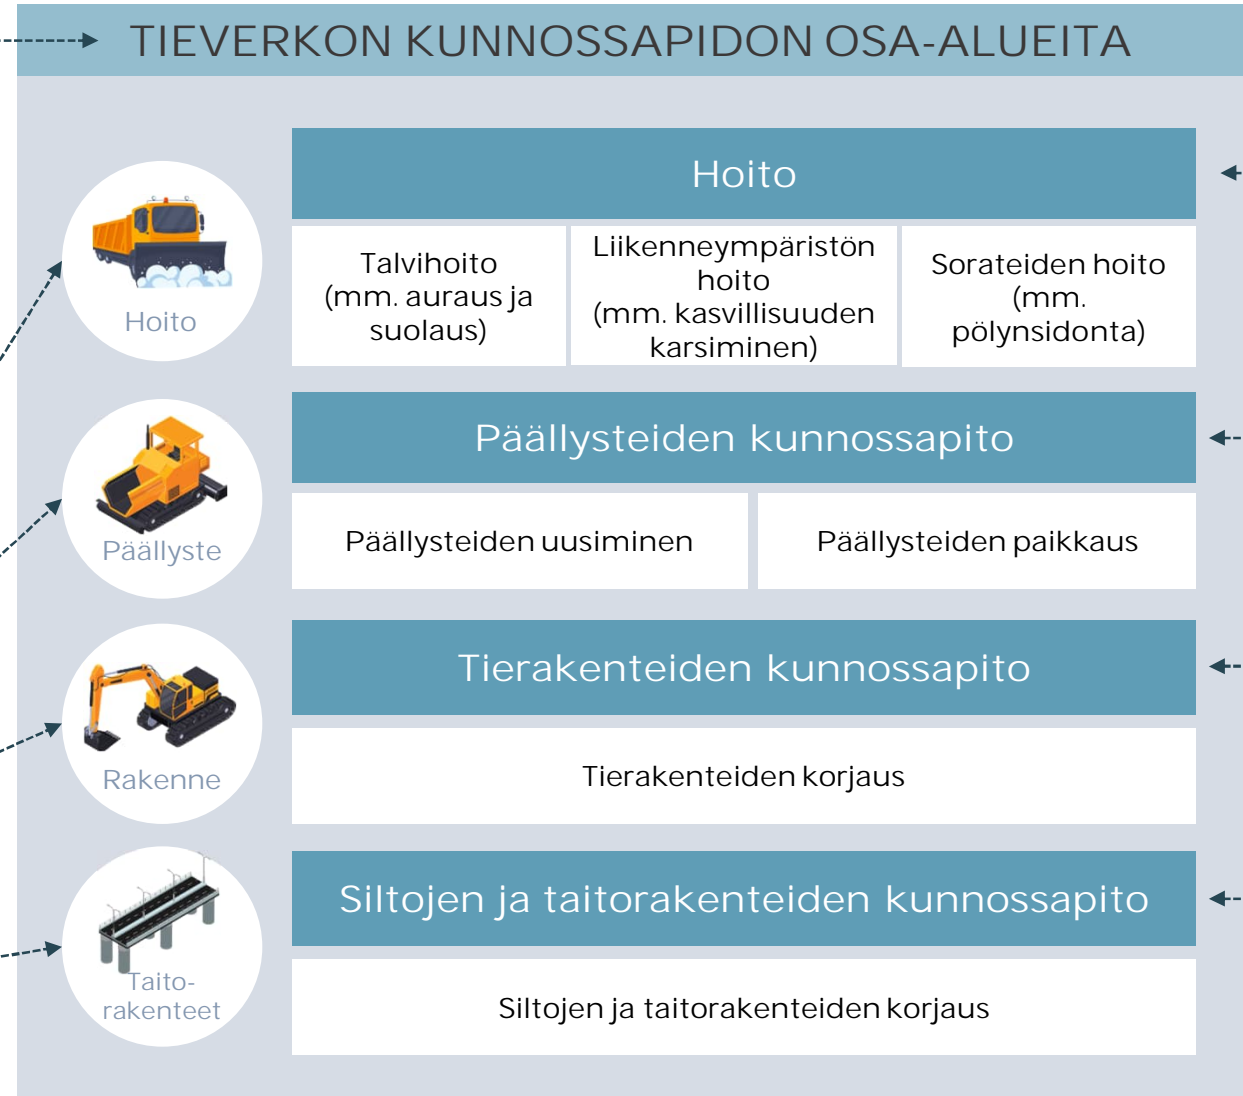 TIEVERKON KUNNOSSAPIDON OSA-ALUEITA
Hoito
Hoito
Talvihoito
(mm. auraus ja
suolaus)
Liikenneympäristön
hoito
(mm. kasvillisuuden
karsiminen)
Sorateiden hoito
(mm.
pölynsidonta)
Päällyste
Päällysteiden kunnossapito
Päällysteiden uusiminen
Päällysteiden paikkaus
Rakenne
Tierakenteiden kunnossapito
Tierakenteiden korjaus
Taito-
rakenteet
Siltojen ja taitorakenteiden kunnossapito
Siltojen ja taitorakenteiden korjaus